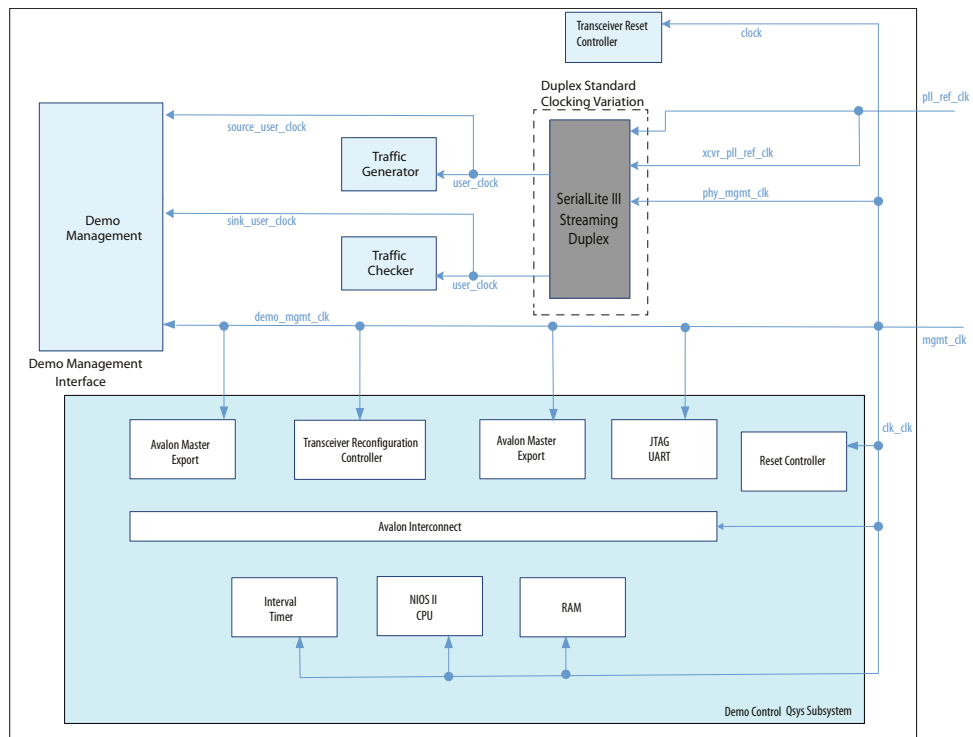 Transceiver Reset
Controller
clock
Duplex Standard
Clocking Variation
pll_ref_clk
source_user_clock
Traffic
Generator
user_clock
xcvr_pll_ref_clk
phy_mgmt_clk
SerialLite III
Streaming
Duplex
Demo
Management
sink_user_clock
Traffic
Checker
user_clock
demo_mgmt_clk
mgmt_clk
Demo Management
Interface
Avalon Master
Export
Transceiver Reconfiguration
Controller
Avalon Master
Export
JTAG
UART
clk_clk
Reset Controller
Avalon Interconnect
Interval
Timer
NIOS II
CPU
RAM
Demo Control Qsys Subsystem